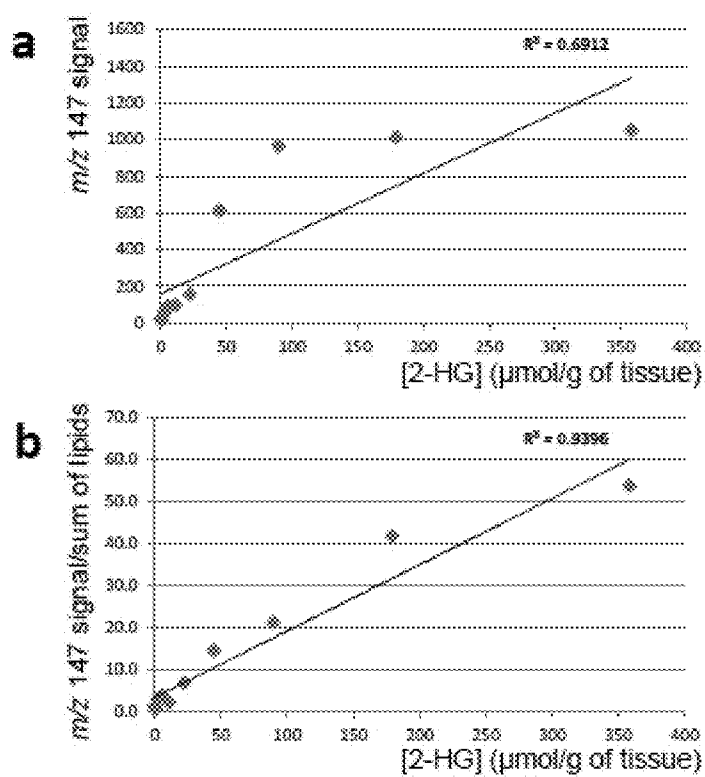 a
m/z 147 signal
1600
1400
1200
1000
800
600
400
200
0
R² = 0.6912
0 50 100 150 200 250 300 350 400
[2-HG] (μmol/g of tissue)
b
m/z 147 signal/sum of lipids
70.0
60.0
50.0
40.0
30.0
20.0
10.0
0.0
R² = 0.9396
0 50 100 150 200 250 300 350 400
[2-HG] (μmol/g of tissue)